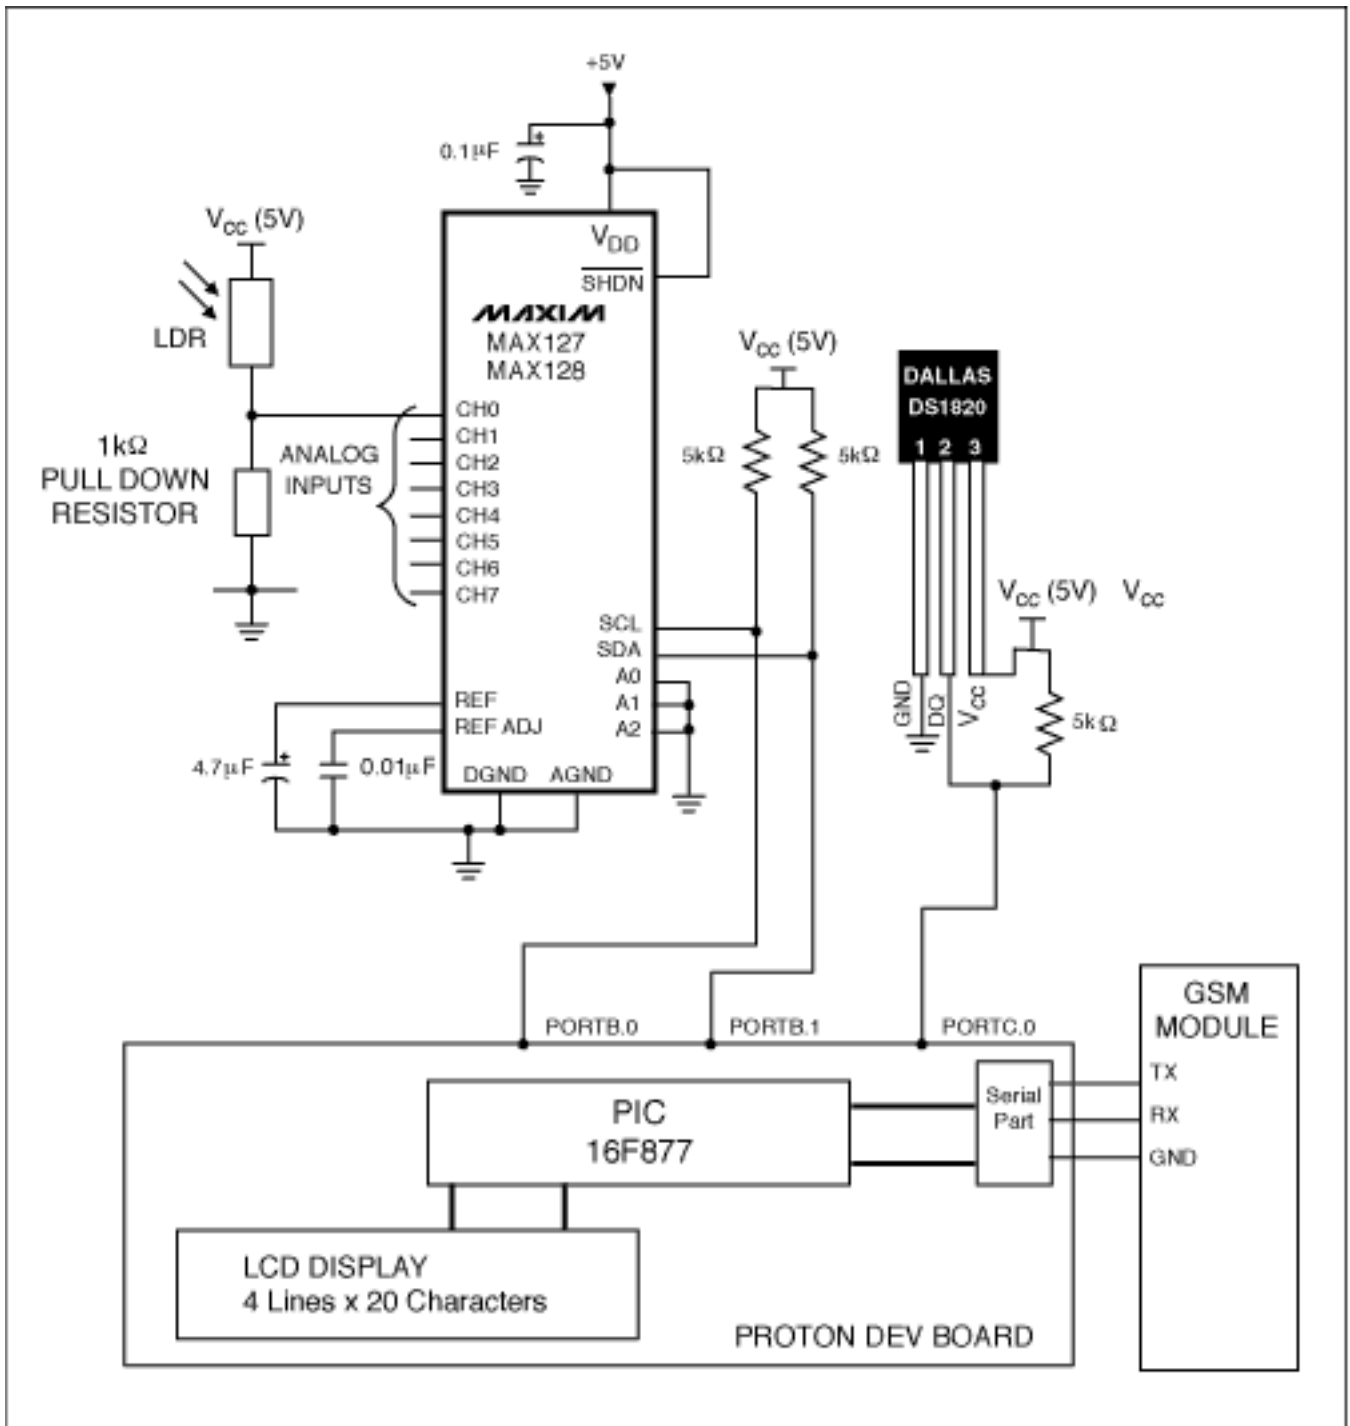 +5V
0.1µF
+
VCC (5V)
LDR
1kΩ
PULL DOWN
RESISTOR
ANALOG
INPUTS
VDD
SHDN
MAXIM
MAX127
MAX128
CH0
CH1
CH2
CH3
CH4
CH5
CH6
CH7
SCL
SDA
A0
A1
A2
REF
REF ADJ
DGND AGND
4.7µF
+
0.01µF
VCC (5V)
5kΩ
5kΩ
DALLAS
DS1820
1 2 3
GND
DQ
VCC
VCC (5V) VCC
5kΩ
PORTB.0
PORTB.1
PORTC.0
GSM
MODULE
TX
RX
GND
Serial
Part
PIC
16F877
LCD DISPLAY
4 Lines x 20 Characters
PROTON DEV BOARD